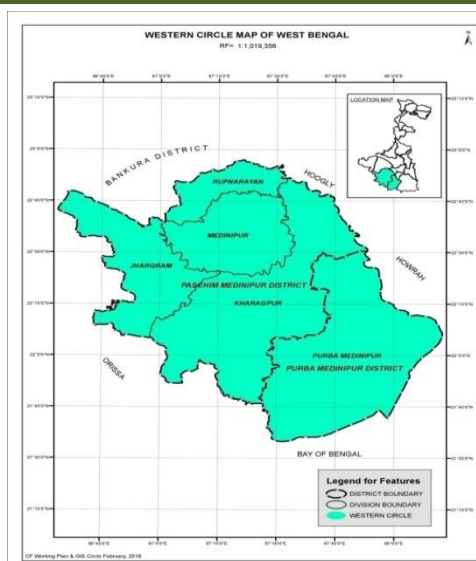 WESTERN CIRCLE MAP OF WEST BENGAL
RF= 1:1,019,356
N
LOCATION MAP
BANKURA DISTRICT
HOOGLY
RUPNARAYAN
MEDINIPUR
HOWRAH
JHARGRAM
PASCHIM MEDINIPUR DISTRICT
KHARAGPUR
ORISSA
PURBA MEDINIPUR
PURBA MEDINIPUR DISTRICT
BAY OF BENGAL
Legend for Features
DISTRICT BOUNDARY
DIVISION BOUNDARY
WESTERN CIRCLE
CF Working Plan & GIS Circle February, 2016